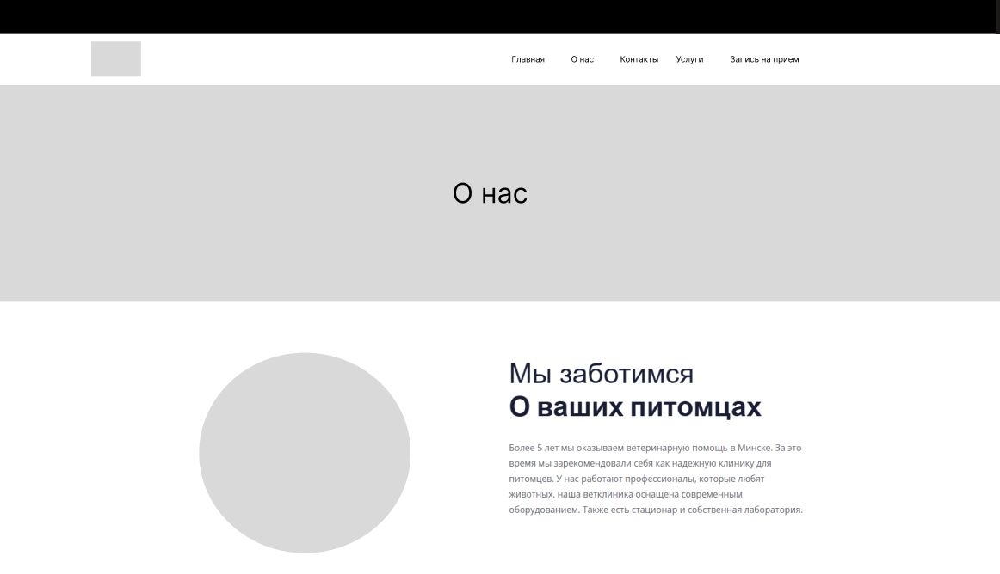 Главная О нас Контакты Услуги Запись на прием
О нас
Мы заботимся
О ваших питомцах
Более 5 лет мы оказываем ветеринарную помощь в Минске. За это
время мы зарекомендовали себя как надежную клинику для
питомцев. У нас работают профессионалы, которые любят
животных, наша ветклиника оснащена современным
оборудованием. Также есть стационар и собственная лаборатория.